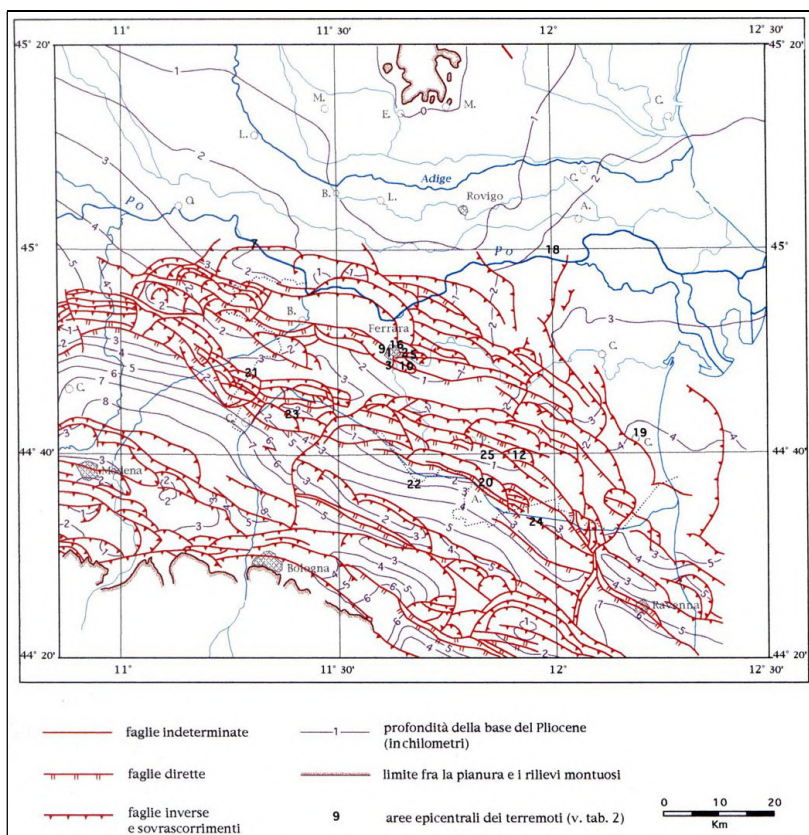 11° 11° 30' 12° 12° 30'
45° 20' 45° 20'
M. M. C.
E.
L.
Adige C.
O. B. L. Rovigo
A.
Po
45° 7 Po 18 45°
B.
Ferrara
9 16
4 15
3 10 C.
21
C.
23 19
C. C.
44° 40' 25 12 44° 40'
Modena 22 20
A.
24
Bologna
Ravenna
44° 20' 44° 20'
11° 11° 30' 12° 12° 30'
faglie indeterminate
faglie dirette
faglie inverse
e sovrascorrimenti
1 profondità della base del Pliocene
(in chilometri)
limite fra la pianura e i rilievi montuosi
9 aree epicentrali dei terremoti (v. tab. 2)
0 10 20
Km